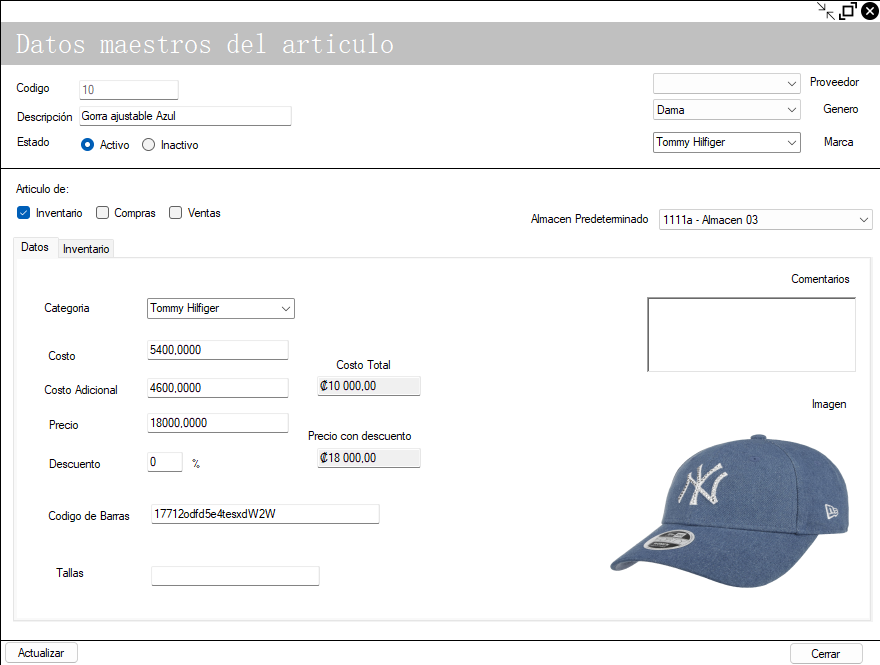 Datos maestros del articulo
Codigo 10
Proveedor
Descripción Gorra ajustable Azul
Dama Genero
Estado Activo Inactivo
Tommy Hilfiger Marca
Articulo de:
Inventario Compras Ventas
Almacen Predeterminado 1111a - Almacen 03
Datos Inventario
Comentarios
Categoria Tommy Hilfiger
Costo 5400,0000
Costo Total
Costo Adicional 4600,0000 ₡10 000,00
Imagen
Precio 18000,0000
Precio con descuento
Descuento 0 % ₡18 000,00
NY
Codigo de Barras 17712odfd5e4tesxdW2W
Tallas
Actualizar Cerrar